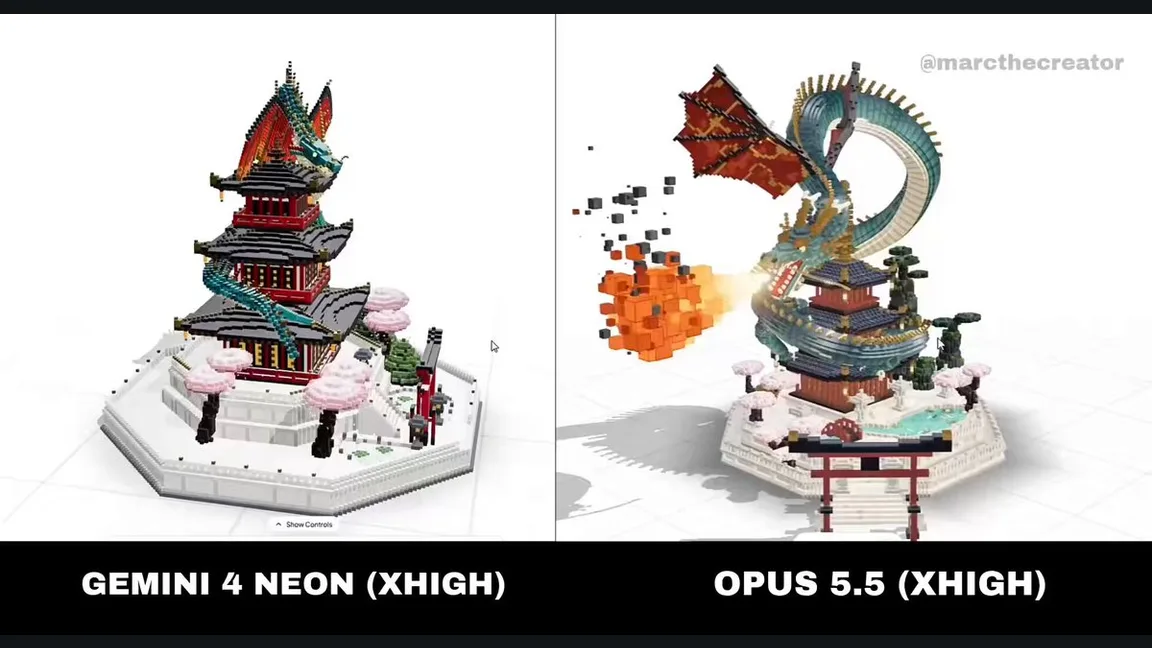 @marcthecreator
Show Controls
GEMINI 4 NEON (XHIGH)
OPUS 5.5 (XHIGH)